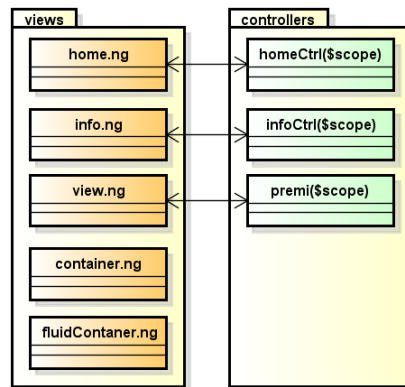 views
controllers
home.ng
homeCtrl($scope)
info.ng
infoCtrl($scope)
view.ng
premi($scope)
container.ng
fluidContaner.ng